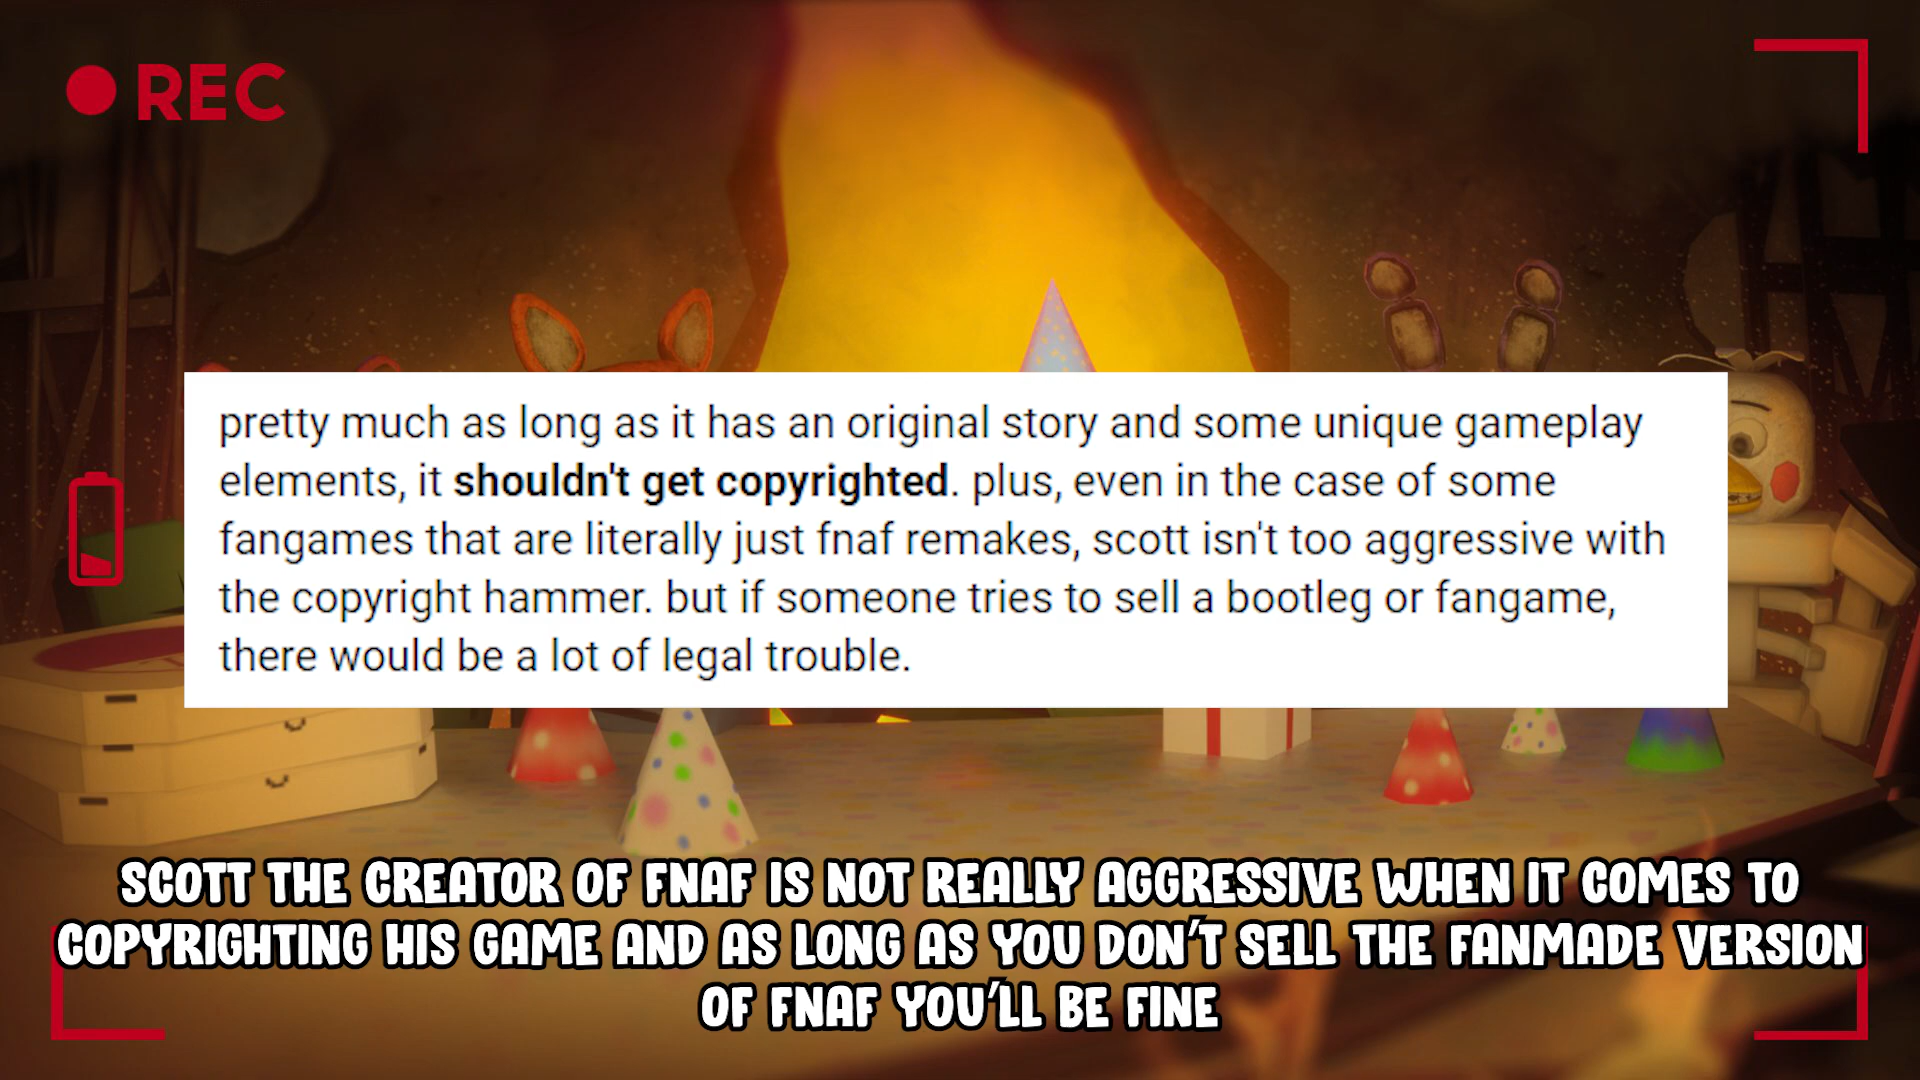 REC
pretty much as long as it has an original story and some unique gameplay
elements, it shouldn't get copyrighted. plus, even in the case of some
fangames that are literally just fnaf remakes, scott isn't too aggressive with
the copyright hammer. but if someone tries to sell a bootleg or fangame,
there would be a lot of legal trouble.
SCOTT THE CREATOR OF FNAF IS NOT REALLY AGGRESSIVE WHEN IT COMES TO
COPYRIGHTING HIS GAME AND AS LONG AS YOU DON'T SELL THE FANMADE VERSION
OF FNAF YOU'LL BE FINE